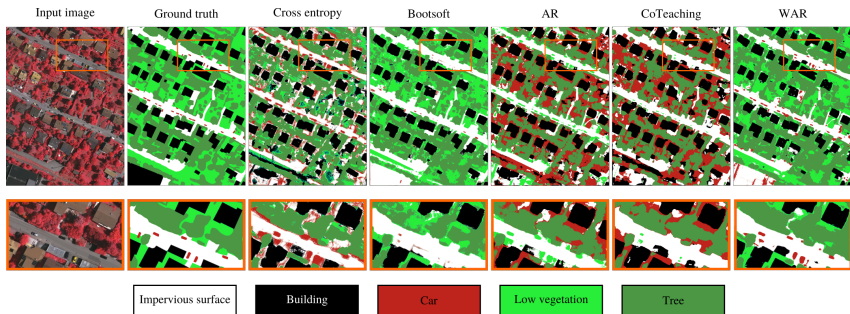 Input image Ground truth Cross entropy Bootsoft AR CoTeaching WAR
Impervious surface Building Car Low vegetation Tree